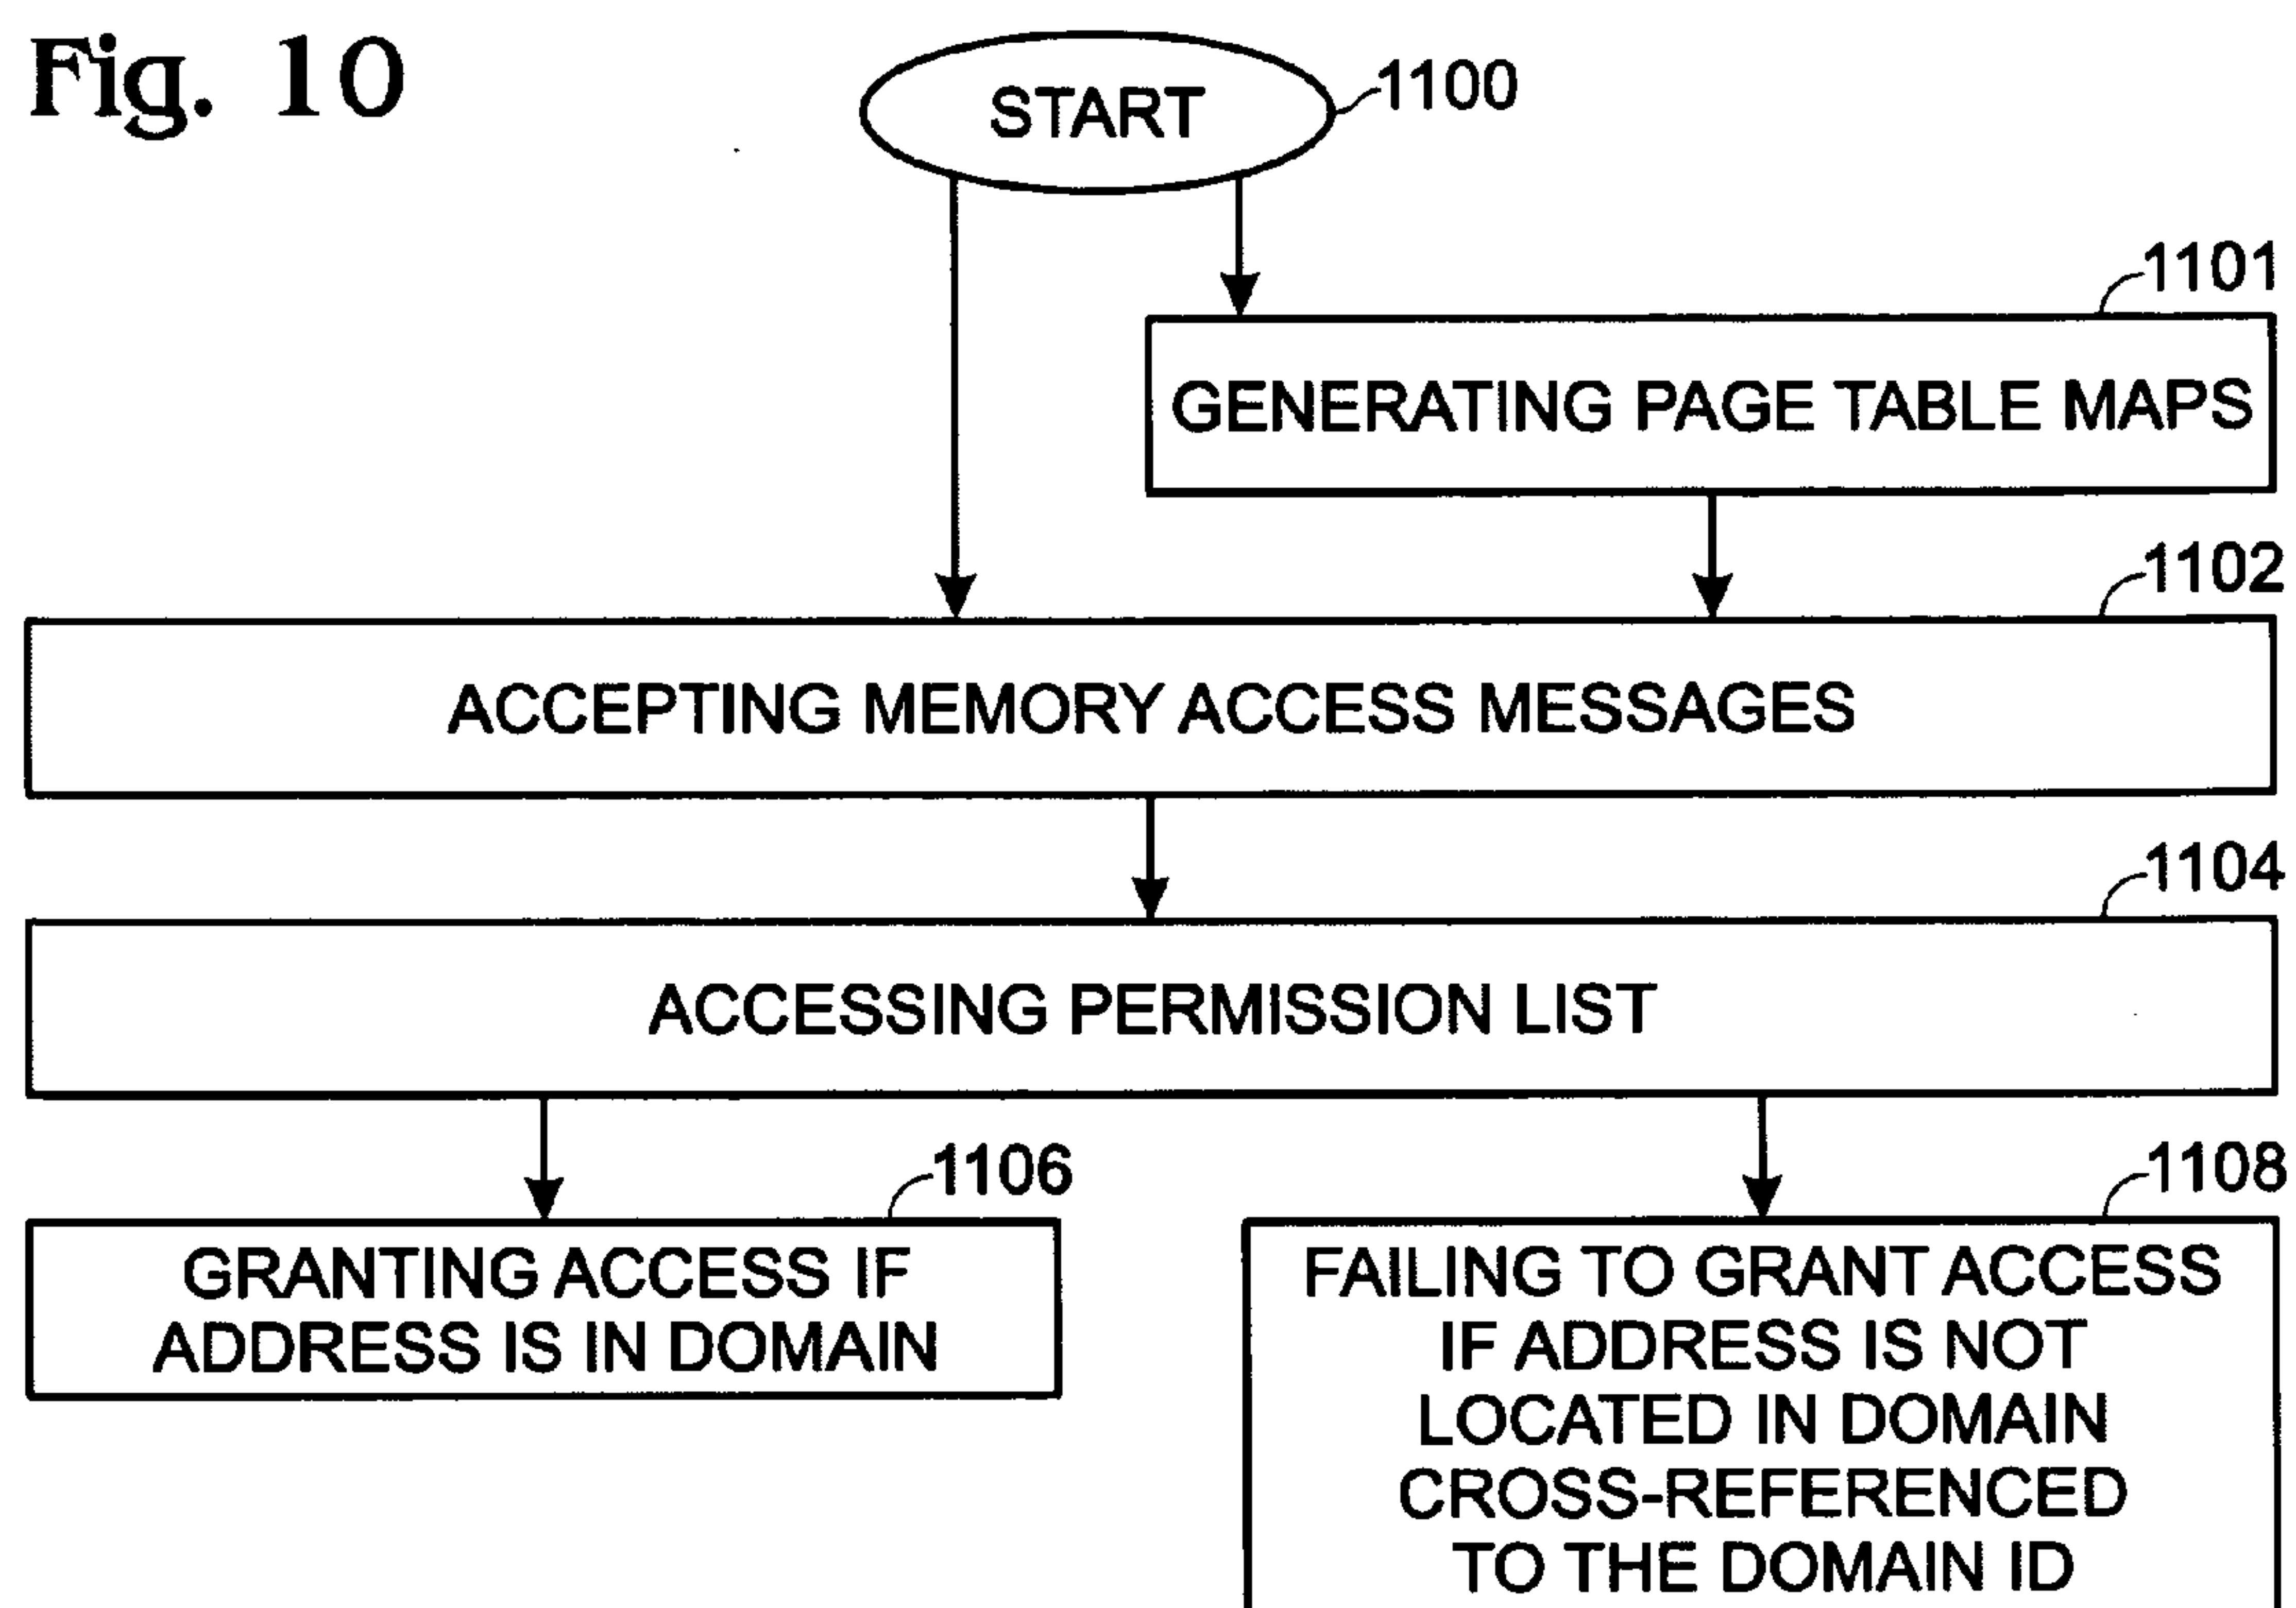 Fig. 10
START
1100
1101
GENERATING PAGE TABLE MAPS
1102
ACCEPTING MEMORY ACCESS MESSAGES
1104
ACCESSING PERMISSION LIST
1106
GRANTING ACCESS IF
ADDRESS IS IN DOMAIN
1108
FAILING TO GRANT ACCESS
IF ADDRESS IS NOT
LOCATED IN DOMAIN
CROSS-REFERENCED
TO THE DOMAIN ID